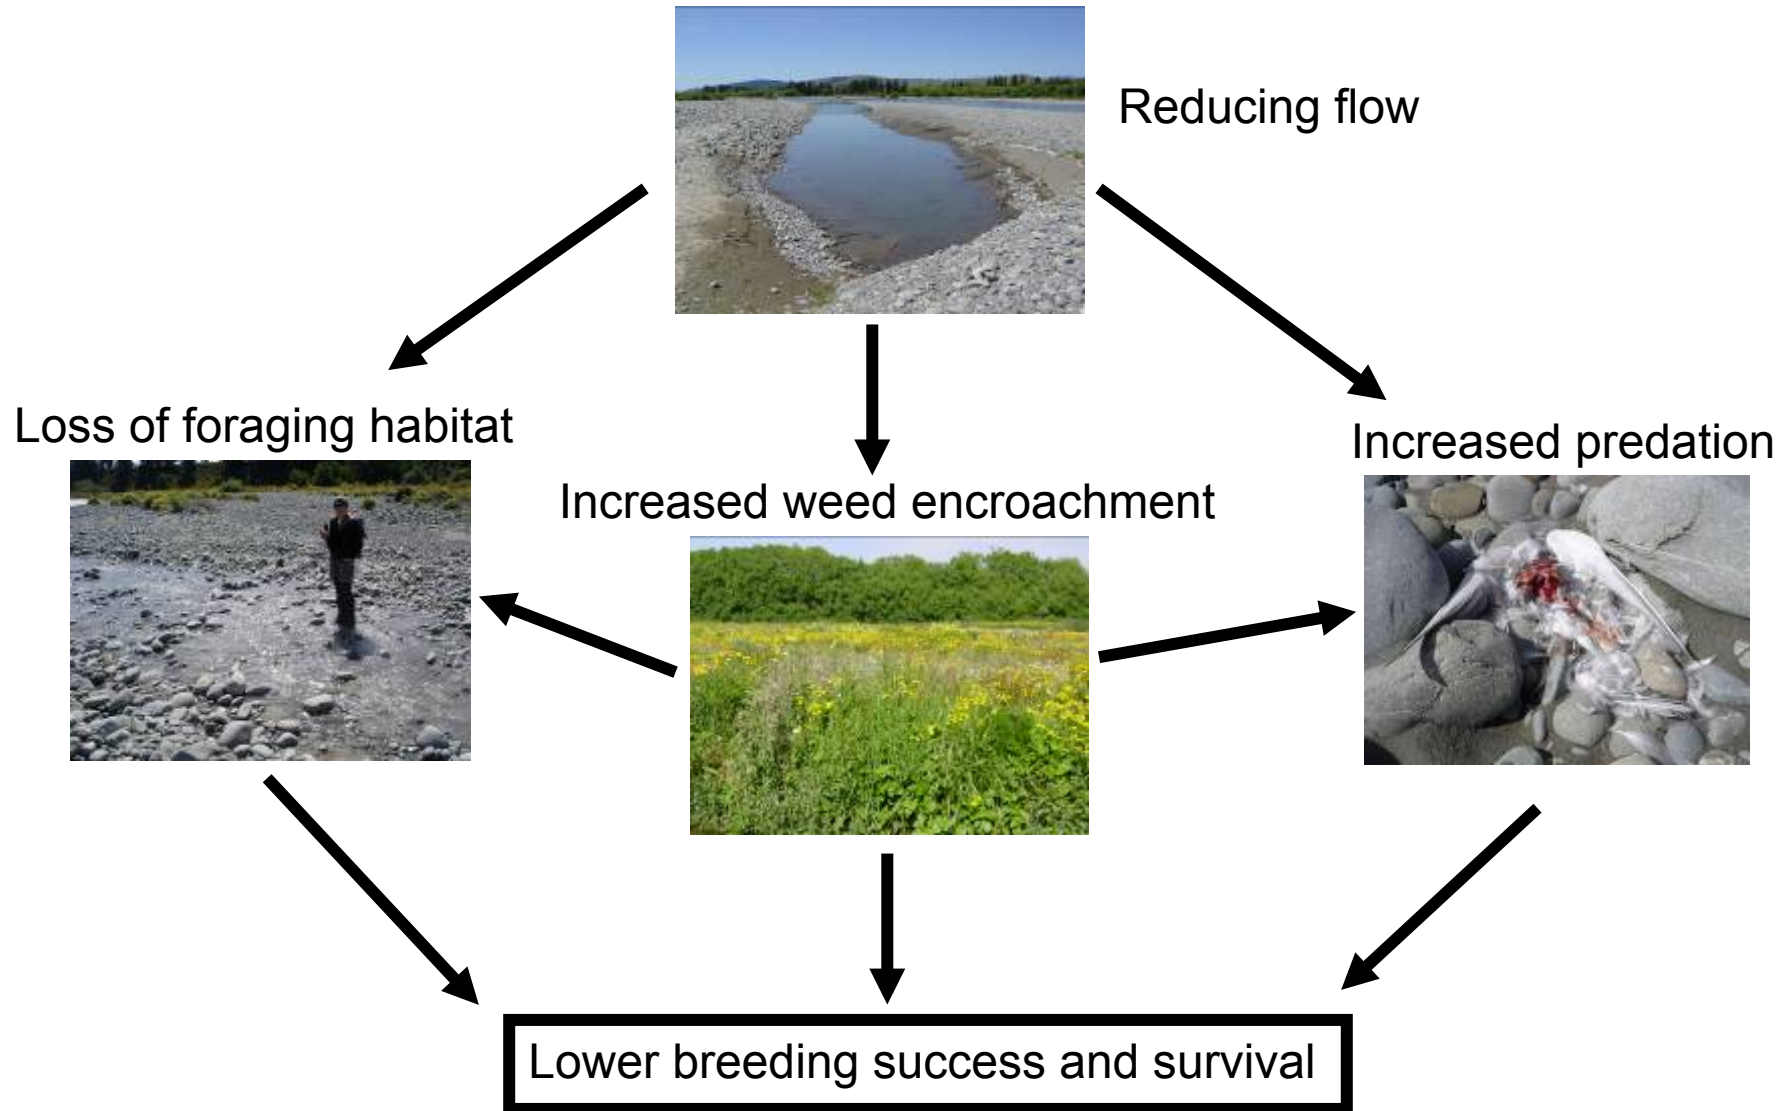 Reducing flow
Loss of foraging habitat
Increased predation
Increased weed encroachment
Lower breeding success and survival